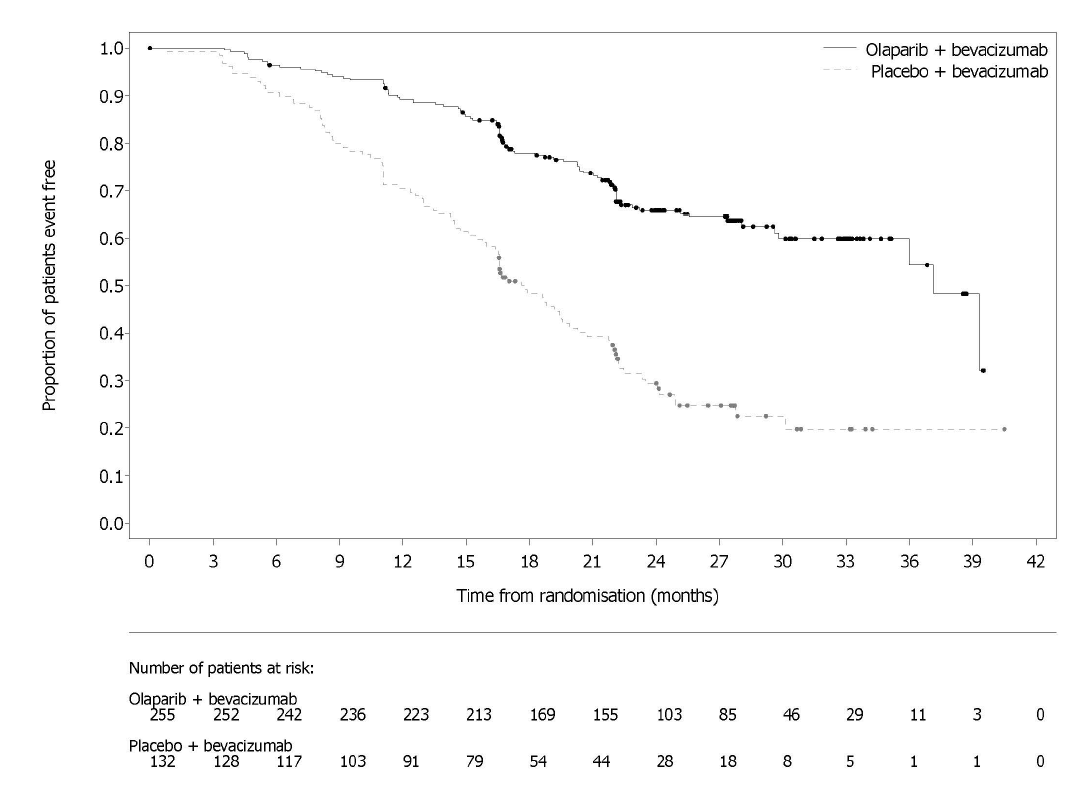 Olaparib + bevacizumab
Placebo + bevacizumab
Proportion of patients event free
1.0
0.9
0.8
0.7
0.6
0.5
0.4
0.3
0.2
0.1
0.0
0 3 6 9 12 15 18 21 24 27 30 33 36 39 42
Time from randomisation (months)
Number of patients at risk:
Olaparib + bevacizumab
255 252 242 236 223 213 169 155 103 85 46 29 11 3 0
Placebo + bevacizumab
132 128 117 103 91 79 54 44 28 18 8 5 1 1 0